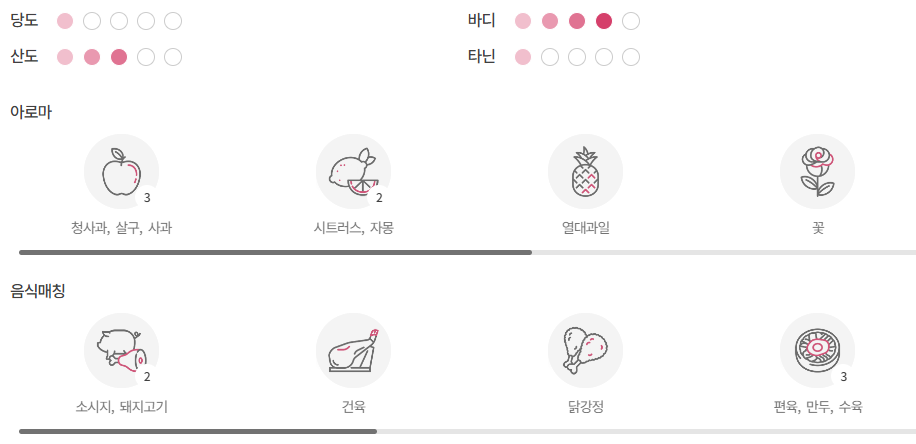 당도 바디
산도 타닌
아로마
3 2
청사과, 살구, 사과 시트러스, 자몽 열대과일 꽃
음식매칭
2 3
소시지, 돼지고기 건육 닭강정 편육, 만두, 수육